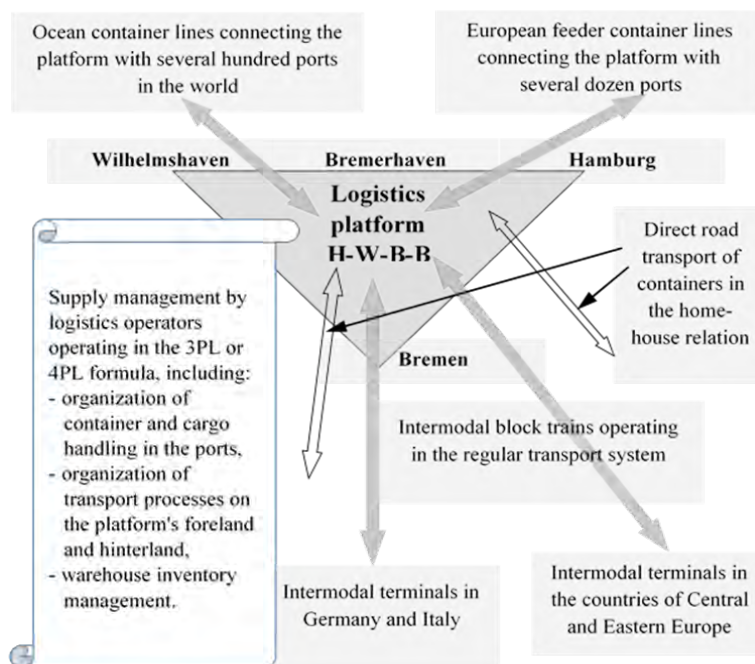 Ocean container lines connecting the
platform with several hundred ports
in the world
European feeder container lines
connecting the platform with
several dozen ports
Wilhelmshaven
Bremerhaven
Hamburg
Logistics
platform
H-W-B-B
Direct road
transport of
containers in
the home-
house relation
Supply management by
logistics operators
operating in the 3PL or
4PL formula, including:
- organization of
container and cargo
handling in the ports,
- organization of
transport processes on
the platform's foreland
and hinterland,
- warehouse inventory
management.
Bremen
Intermodal block trains operating
in the regular transport system
Intermodal terminals in
Germany and Italy
Intermodal terminals in
the countries of Central
and Eastern Europe